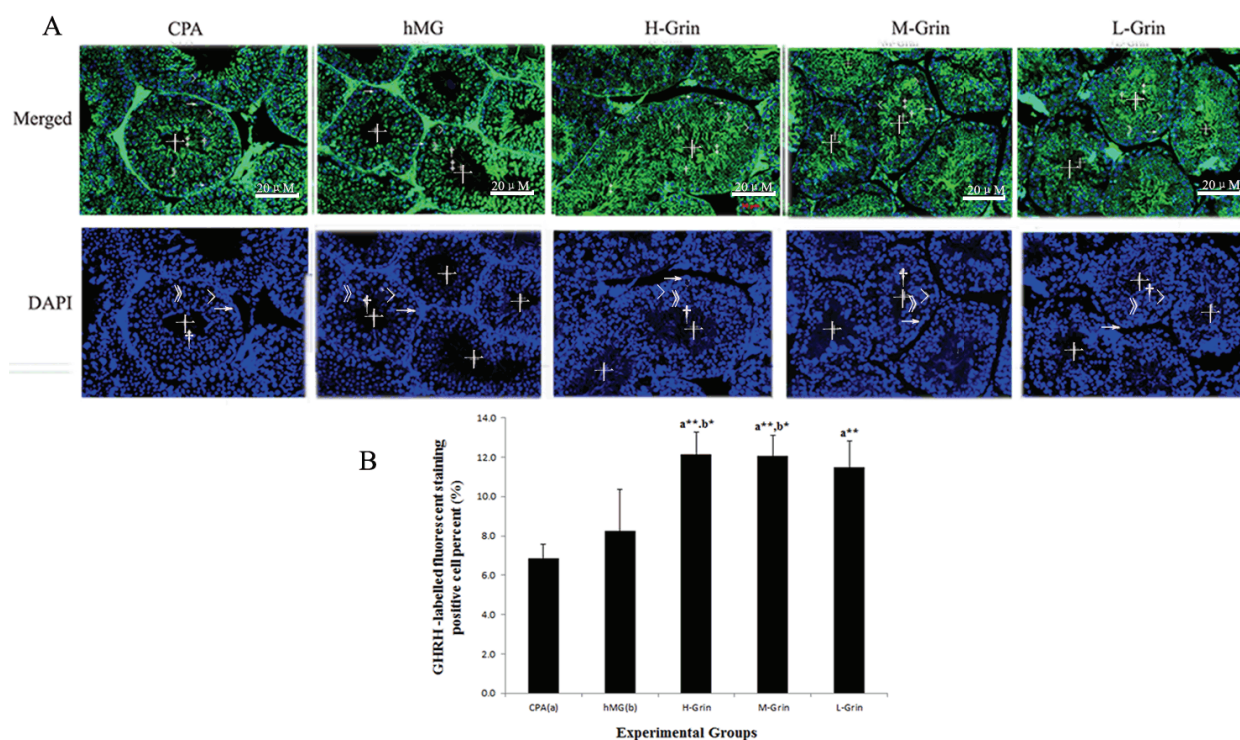 A
CPA hMG H-Grin M-Grin L-Grin
Merged
20 μ M 20 μ M 20 μ M 20 μ M 20 μ M
DAPI
B
GHRH -labelled fluorescent staining
positive cell percent (%)
14.0
12.0
10.0
8.0
6.0
4.0
2.0
0.0
a**.b* a**,b* a**
CPA(a) hMG(b) H-Grin M-Grin L-Grin
Experimental Groups